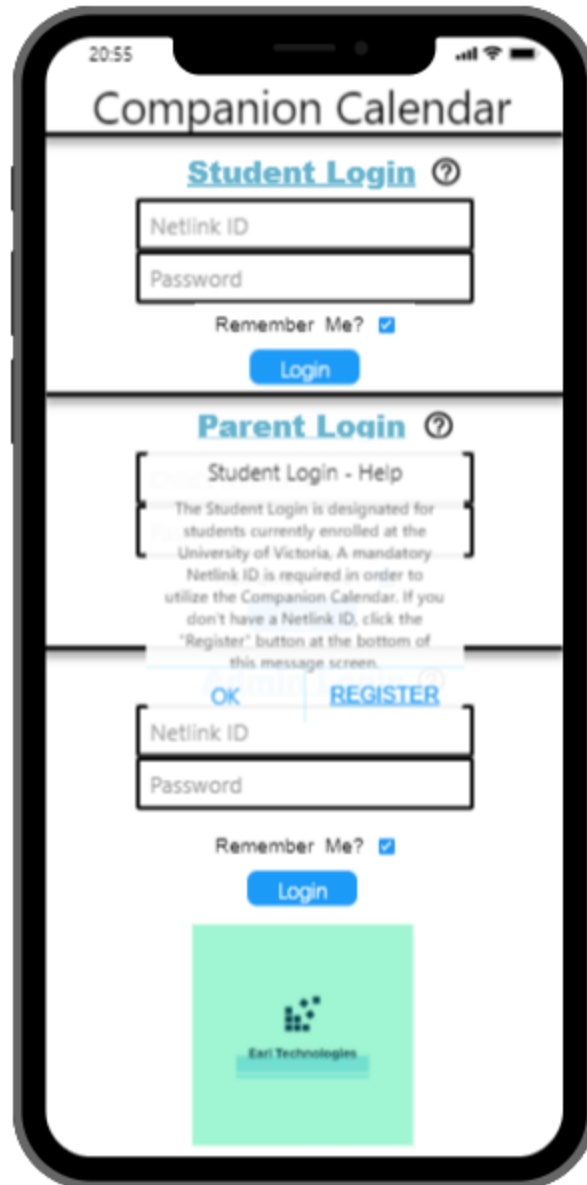 20:55
Companion Calendar
Student Login ?
Netlink ID
Password
Remember Me?
Login
Parent Login ?
Student Login - Help
The Student Login is designated for
students currently enrolled at the
University of Victoria, A mandatory
Netlink ID is required in order to
utilize the Companion Calendar. If you
don't have a Netlink ID, click the
"Register" button at the bottom of
this message screen.
Admin Login ?
OK REGISTER
Netlink ID
Password
Remember Me?
Login
Earl Technologies